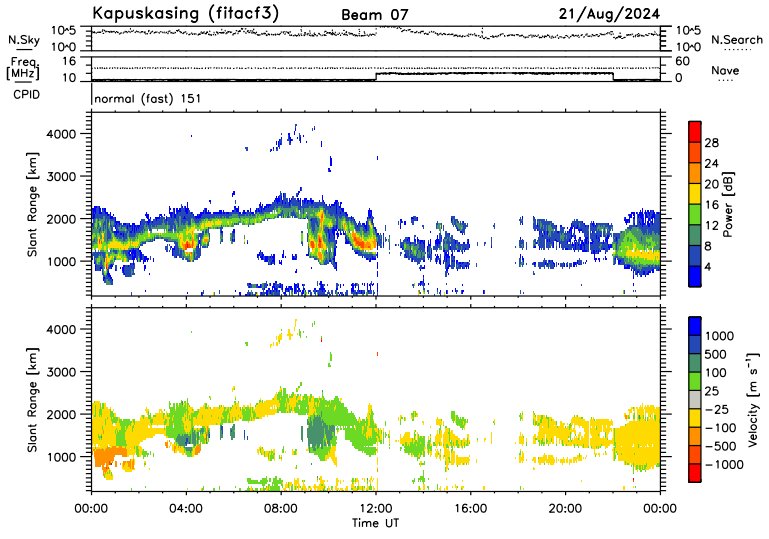 Kapuskasing (fitacf3) Beam 07 21/Aug/2024
N.Sky 10^5 10^0 10^5 10^0 N.Search
Freq. [MHz] 16 10 60 0 Nave
CPID normal (fast) 151
Slant Range [km] 4000 3000 2000 1000
28 24 20 16 12 8 4 Power [dB]
Slant Range [km] 4000 3000 2000 1000
1000 500 100 25 −25 −100 −500 −1000 Velocity [m s⁻¹]
00:00 04:00 08:00 12:00 16:00 20:00 00:00
Time UT